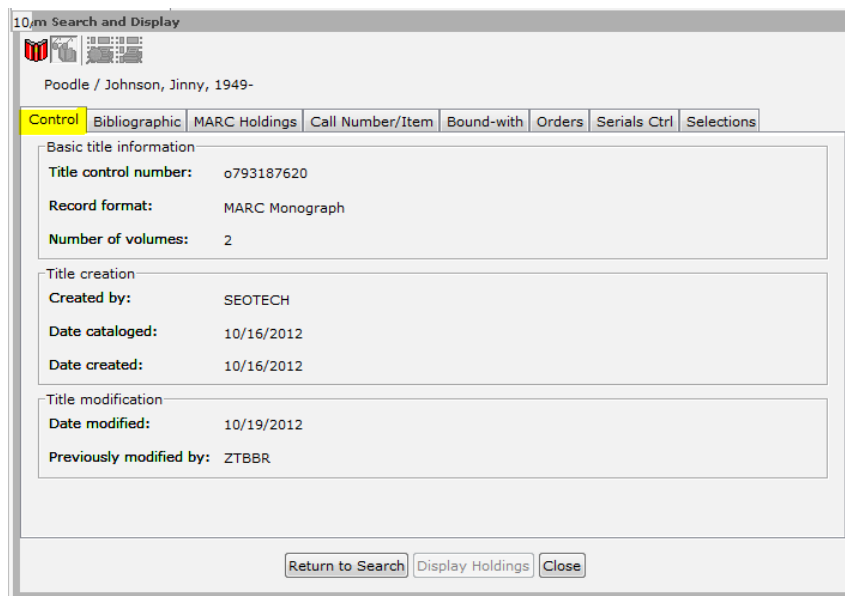 10/m Search and Display
Poodle / Johnson, Jinny, 1949-
Control Bibliographic MARC Holdings Call Number/Item Bound-with Orders Serials Ctrl Selections
Basic title information
Title control number: o793187620
Record format: MARC Monograph
Number of volumes: 2
Title creation
Created by: SEOTECH
Date cataloged: 10/16/2012
Date created: 10/16/2012
Title modification
Date modified: 10/19/2012
Previously modified by: ZTBBR
Return to Search Display Holdings Close